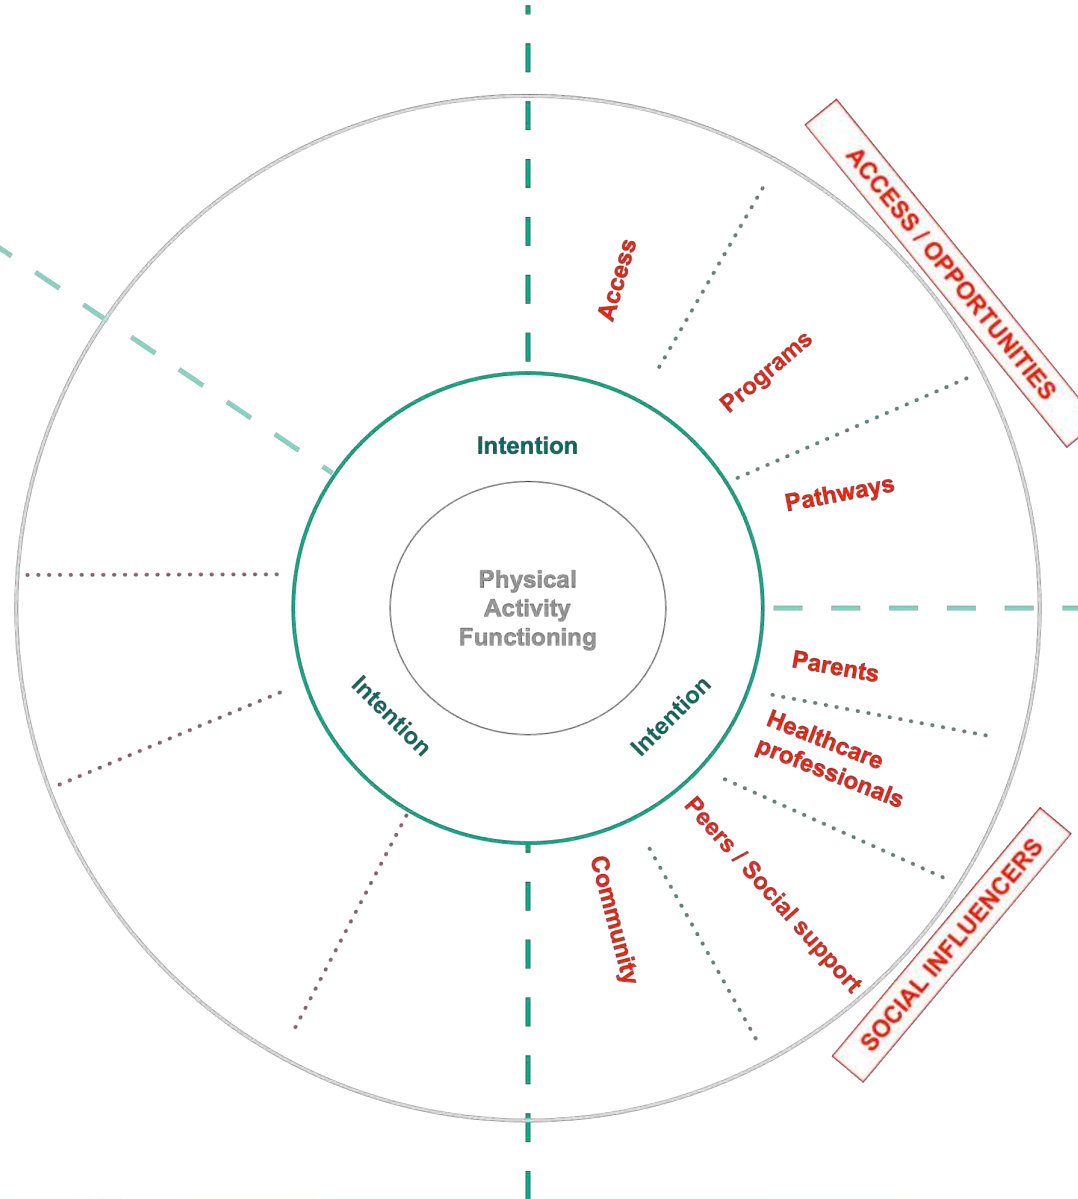 ACCESS / OPPORTUNITIES
Access
Programs
Pathways
Intention
Physical
Activity
Functioning
Intention
Intention
Parents
Healthcare
professionals
Peers / Social support
Community
SOCIAL INFLUENCERS